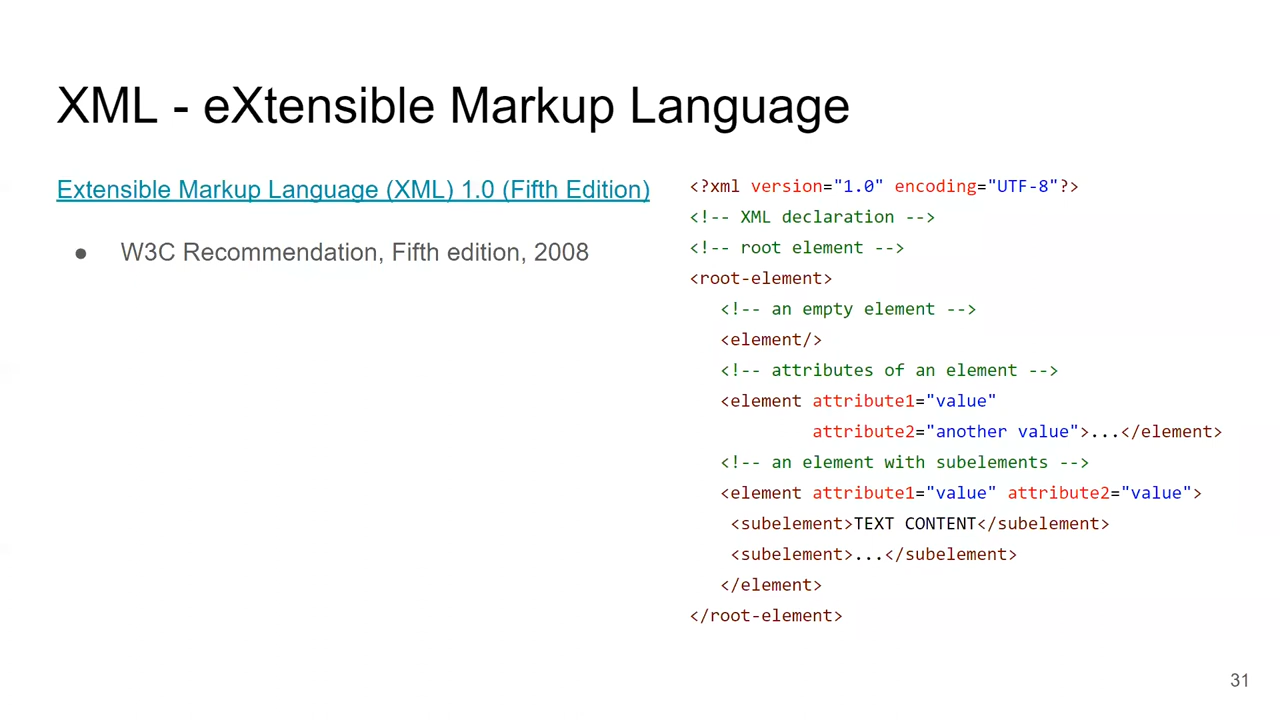 XML - eXtensible Markup Language
Extensible Markup Language (XML) 1.0 (Fifth Edition)
● W3C Recommendation, Fifth edition, 2008
<?xml version="1.0" encoding="UTF-8"?>
<!-- XML declaration -->
<!-- root element -->
<root-element>
<!-- an empty element -->
<element/>
<!-- attributes of an element -->
<element attribute1="value"
attribute2="another value">...</element>
<!-- an element with subelements -->
<element attribute1="value" attribute2="value">
<subelement>TEXT CONTENT</subelement>
<subelement>...</subelement>
</element>
</root-element>
31